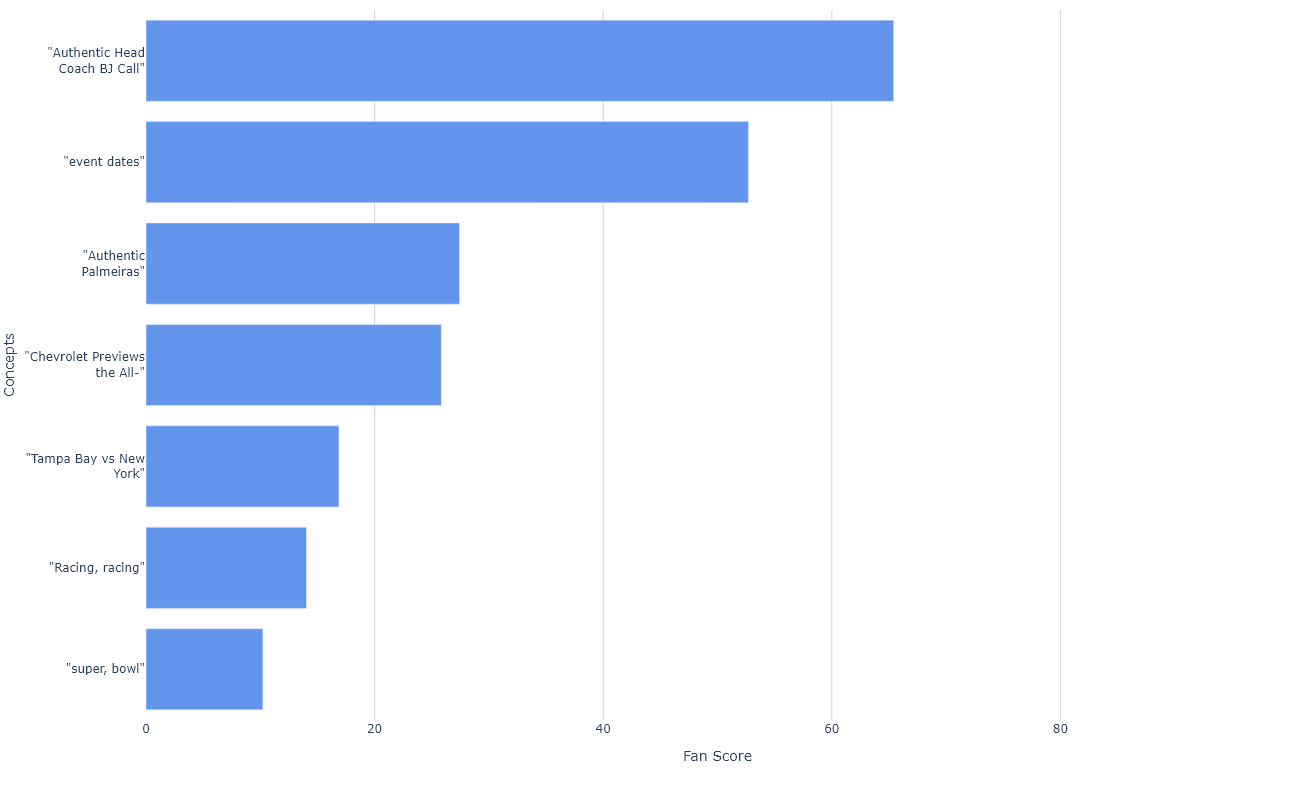 "Authentic Head
Coach BJ Call"
"event dates"
"Authentic
Palmeiras"
"Chevrolet Previews
the All-"
"Tampa Bay vs New
York"
"Racing, racing"
"super, bowl"
Concepts
0 20 40 60 80
Fan Score